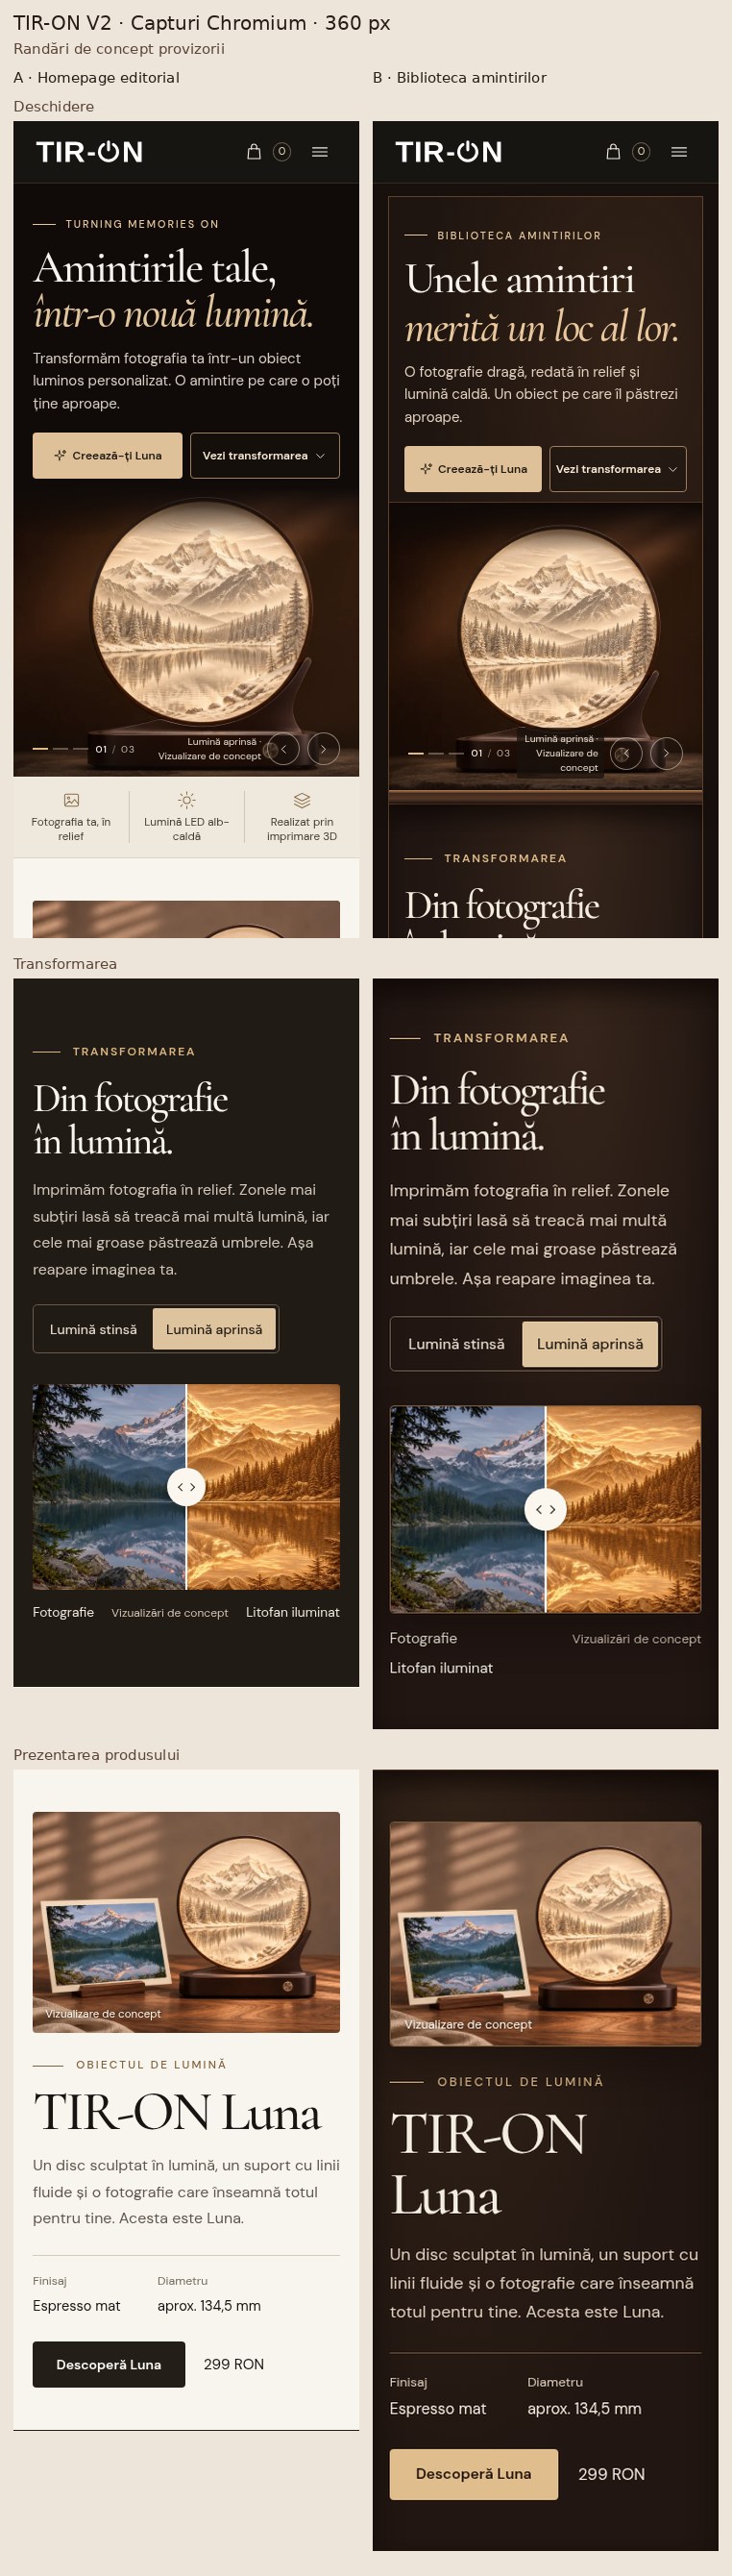 TIR-ON V2 · Capturi Chromium · 360 px
Randări de concept provizorii
A · Homepage editorial
B · Biblioteca amintirilor
Deschidere
TIR-ON
0
TURNING MEMORIES ON
Amintirile tale,
într-o nouă lumină.
Transformăm fotografia ta într-un obiect
luminos personalizat. O amintire pe care o poți
ține aproape.
Creează-ți Luna
Vezi transformarea
01 / 03
Lumină aprinsă ·
Vizualizare de concept
Fotografia ta, în
relief
Lumină LED alb-
caldă
Realizat prin
imprimare 3D
TIR-ON
0
BIBLIOTECA AMINTIRILOR
Unele amintiri
merită un loc al lor.
O fotografie dragă, redată în relief și
lumină caldă. Un obiect pe care îl păstrezi
aproape.
Creează-ți Luna
Vezi transformarea
01 / 03
Lumină aprinsă ·
Vizualizare de
concept
TRANSFORMAREA
Din fotografie
în lumină.
Transformarea
TRANSFORMAREA
Din fotografie
în lumină.
Imprimăm fotografia în relief. Zonele mai
subțiri lasă să treacă mai multă lumină, iar
cele mai groase păstrează umbrele. Așa
reapare imaginea ta.
Lumină stinsă
Lumină aprinsă
Fotografie
Vizualizări de concept
Litofan iluminat
TRANSFORMAREA
Din fotografie
în lumină.
Imprimăm fotografia în relief. Zonele
mai subțiri lasă să treacă mai multă
lumină, iar cele mai groase păstrează
umbrele. Așa reapare imaginea ta.
Lumină stinsă
Lumină aprinsă
Fotografie
Vizualizări de concept
Litofan iluminat
Prezentarea produsului
Vizualizare de concept
OBIECTUL DE LUMINĂ
TIR-ON Luna
Un disc sculptat în lumină, un suport cu linii
fluide și o fotografie care înseamnă totul
pentru tine. Acesta este Luna.
Finisaj
Diametru
Espresso mat
aprox. 134,5 mm
Descoperă Luna
299 RON
Vizualizare de concept
OBIECTUL DE LUMINĂ
TIR-ON
Luna
Un disc sculptat în lumină, un suport cu
linii fluide și o fotografie care înseamnă
totul pentru tine. Acesta este Luna.
Finisaj
Diametru
Espresso mat
aprox. 134,5 mm
Descoperă Luna
299 RON